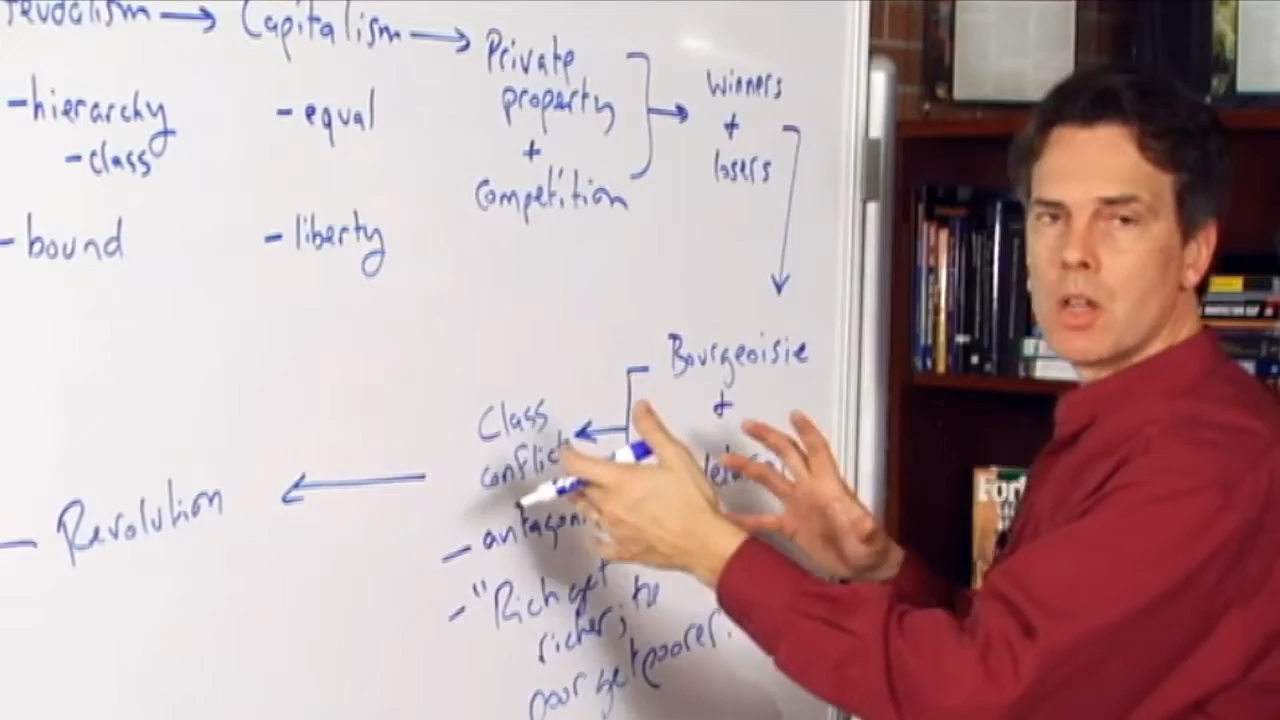 Capitalism
Private
property
+
competition
Winners
+
losers
-hierarchy
-class
-bound
-equal
-liberty
Bourgeoisie
+
Class
conflict
Revolution
-"Rich get
richer; the
poor get poorer.